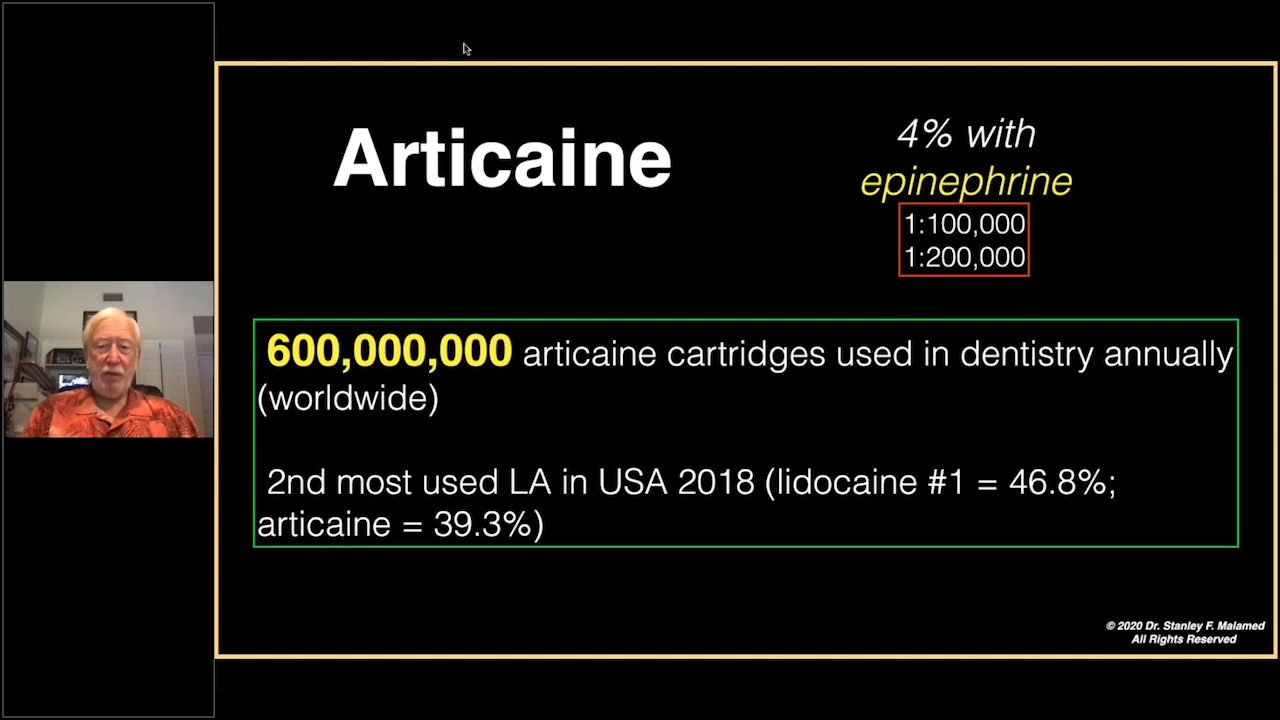 Articaine
4% with
epinephrine
1:100,000
1:200,000
600,000,000 articaine cartridges used in dentistry annually
(worldwide)
2nd most used LA in USA 2018 (lidocaine #1 = 46.8%;
articaine = 39.3%)
© 2020 Dr. Stanley F. Malamed
All Rights Reserved